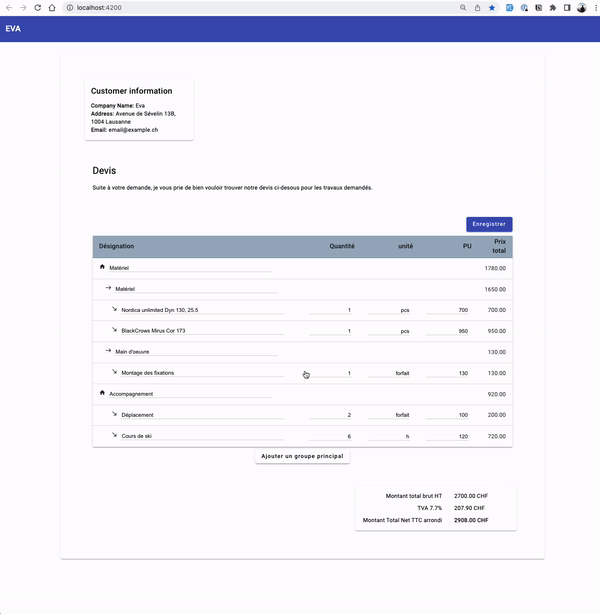 localhost:4200
EVA
Customer information
Company Name: Eva
Address: Avenue de Sévelin 13B,
1004 Lausanne
Email: email@example.ch
Devis
Suite à votre demande, je vous prie de bien vouloir trouver notre devis ci-desous pour les travaux demandés.
Enregistrer
Désignation Quantité unité PU Prix total
Matériel 1780.00
Matériel 1650.00
Nordica unlimited Dyn 130, 25.5 1 pcs 700 700.00
BlackCrows Mirus Cor 173 1 pcs 950 950.00
Main d'oeuvre 130.00
Montage des fixations 1 forfait 130 130.00
Accompagnement 920.00
Déplacement 2 forfait 100 200.00
Cours de ski 6 h 120 720.00
Ajouter un groupe principal
Montant total brut HT 2700.00 CHF
TVA 7.7% 207.90 CHF
Montant Total Net TTC arrondi 2908.00 CHF